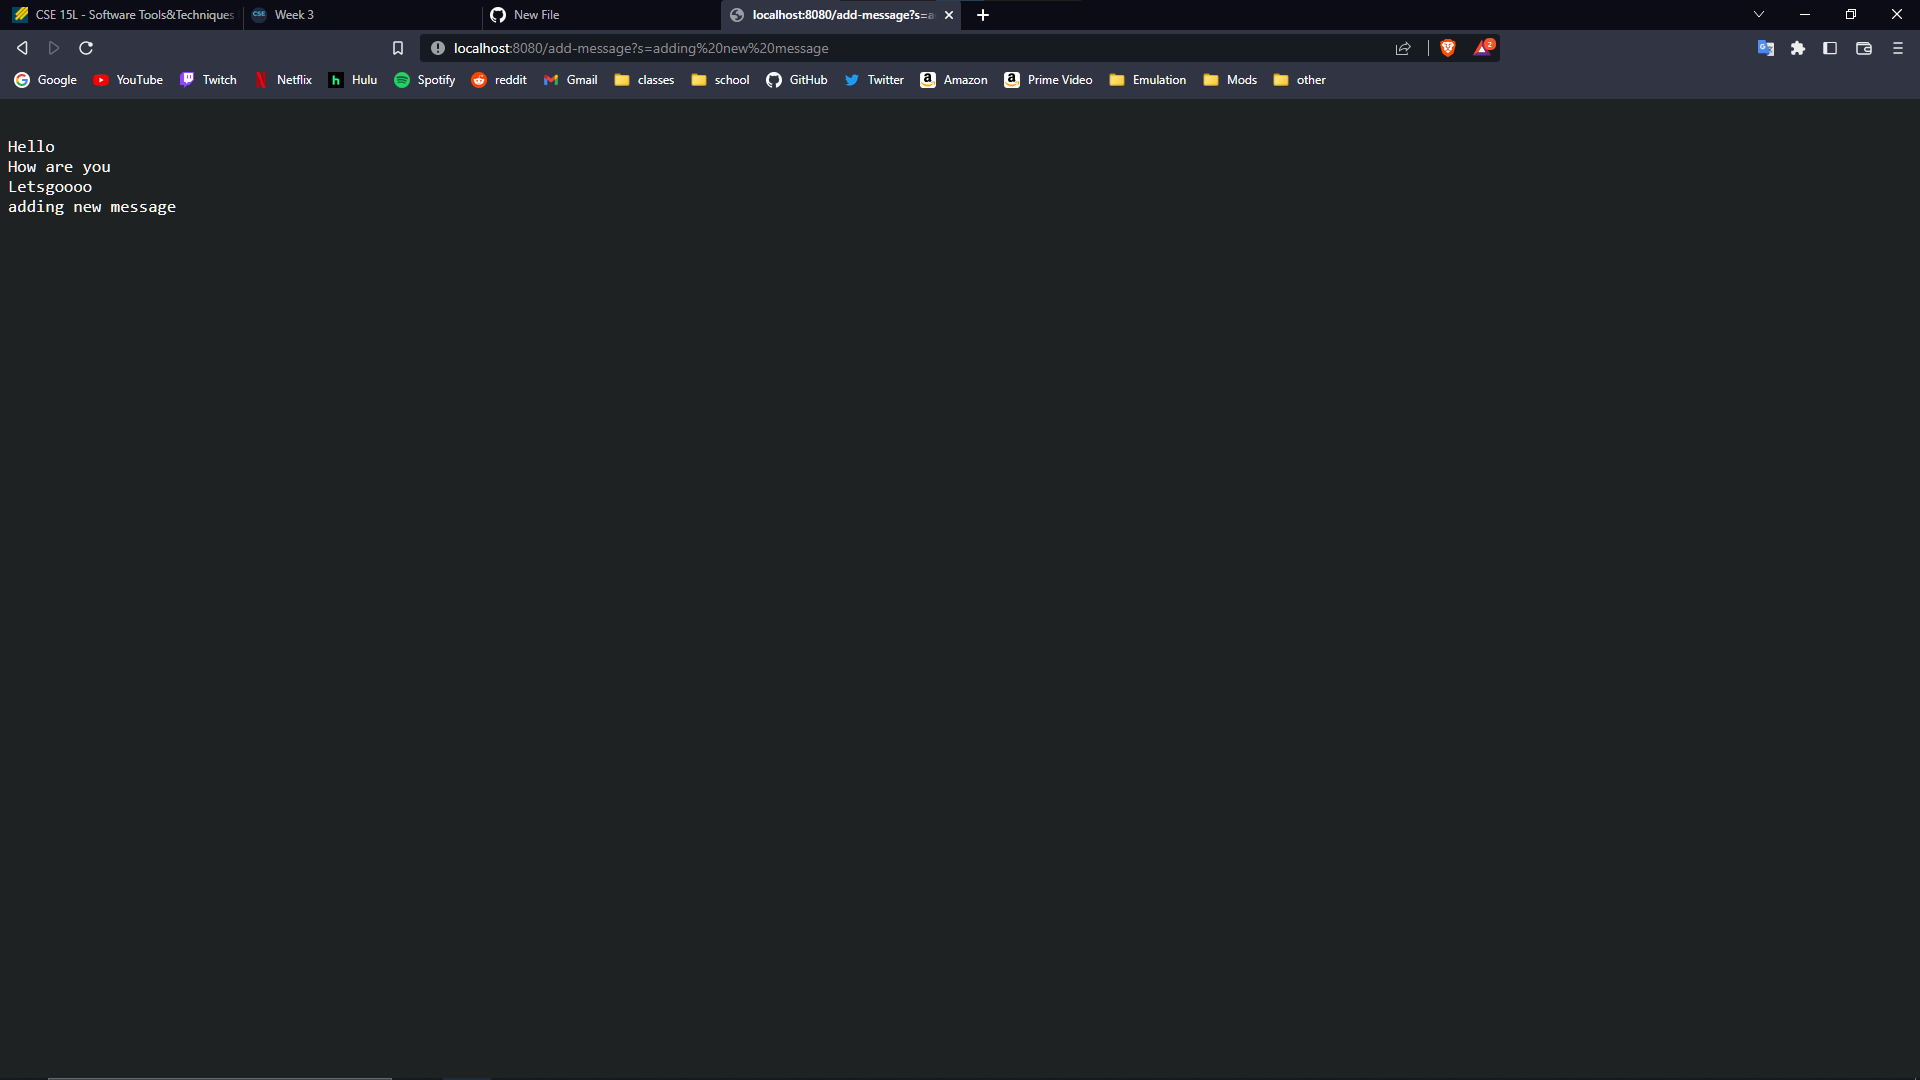 CSE 15L - Software Tools&Techniques
Week 3
New File
localhost:8080/add-message?s=a
localhost:8080/add-message?s=adding%20new%20message
2
Google
YouTube
Twitch
Netflix
h Hulu
Spotify
reddit
Gmail
classes
school
GitHub
Twitter
Amazon
Prime Video
Emulation
Mods
other
Hello
How are you
Letsgoooo
adding new message